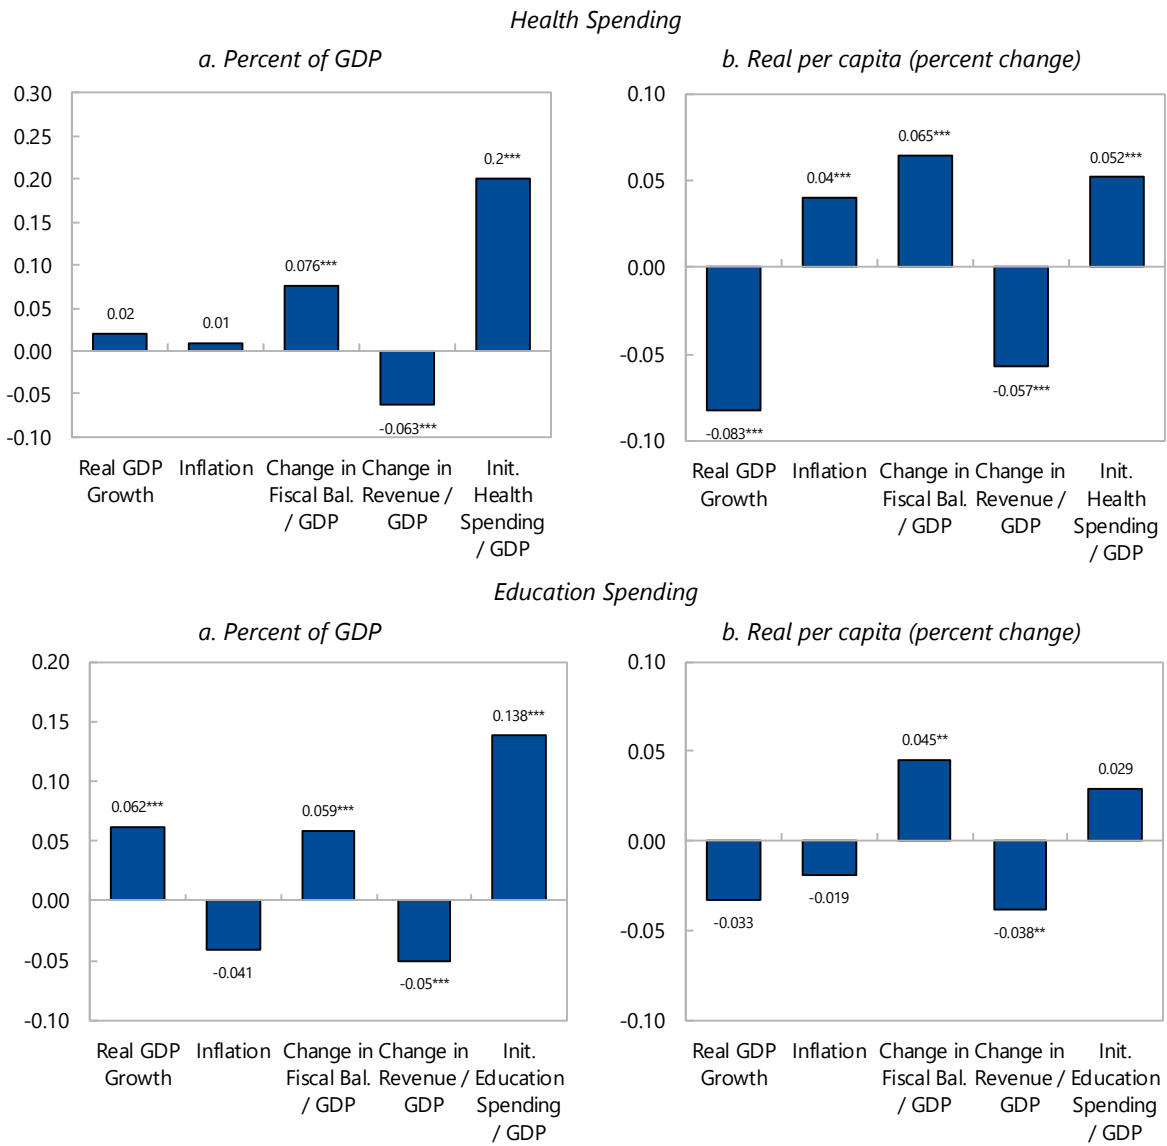 Health Spending
a. Percent of GDP
0.30
0.25
0.20
0.15
0.10
0.05
0.00
-0.05
-0.10
0.02
0.01
0.076***
-0.063***
0.2***
Real GDP Growth
Inflation
Change in Fiscal Bal. / GDP
Change in Revenue / GDP
Init. Health Spending / GDP
b. Real per capita (percent change)
0.10
0.05
0.00
-0.05
-0.10
-0.083***
0.04***
0.065***
-0.057***
0.052***
Real GDP Growth
Inflation
Change in Fiscal Bal. / GDP
Change in Revenue / GDP
Init. Health Spending / GDP
Education Spending
a. Percent of GDP
0.20
0.15
0.10
0.05
0.00
-0.05
-0.10
0.062***
-0.041
0.059***
-0.05***
0.138***
Real GDP Growth
Inflation
Change in Fiscal Bal. / GDP
Change in Revenue / GDP
Init. Education Spending / GDP
b. Real per capita (percent change)
0.10
0.05
0.00
-0.05
-0.10
-0.033
-0.019
0.045**
-0.038**
0.029
Real GDP Growth
Inflation
Change in Fiscal Bal. / GDP
Change in Revenue / GDP
Init. Education Spending / GDP